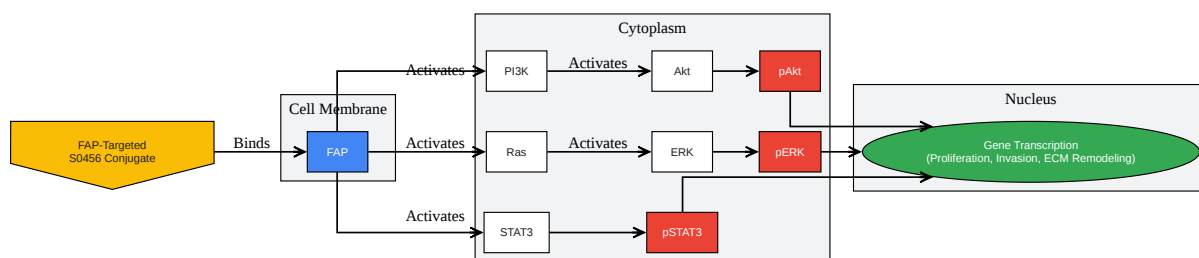 Cytoplasm
PI3K
Activates
Akt
pAkt
Activates
Cell Membrane
Nucleus
FAP-Targeted
S0456 Conjugate
Binds
FAP
Activates
Ras
Activates
ERK
pERK
Gene Transcription
(Proliferation, Invasion, ECM Remodeling)
Activates
STAT3
pSTAT3